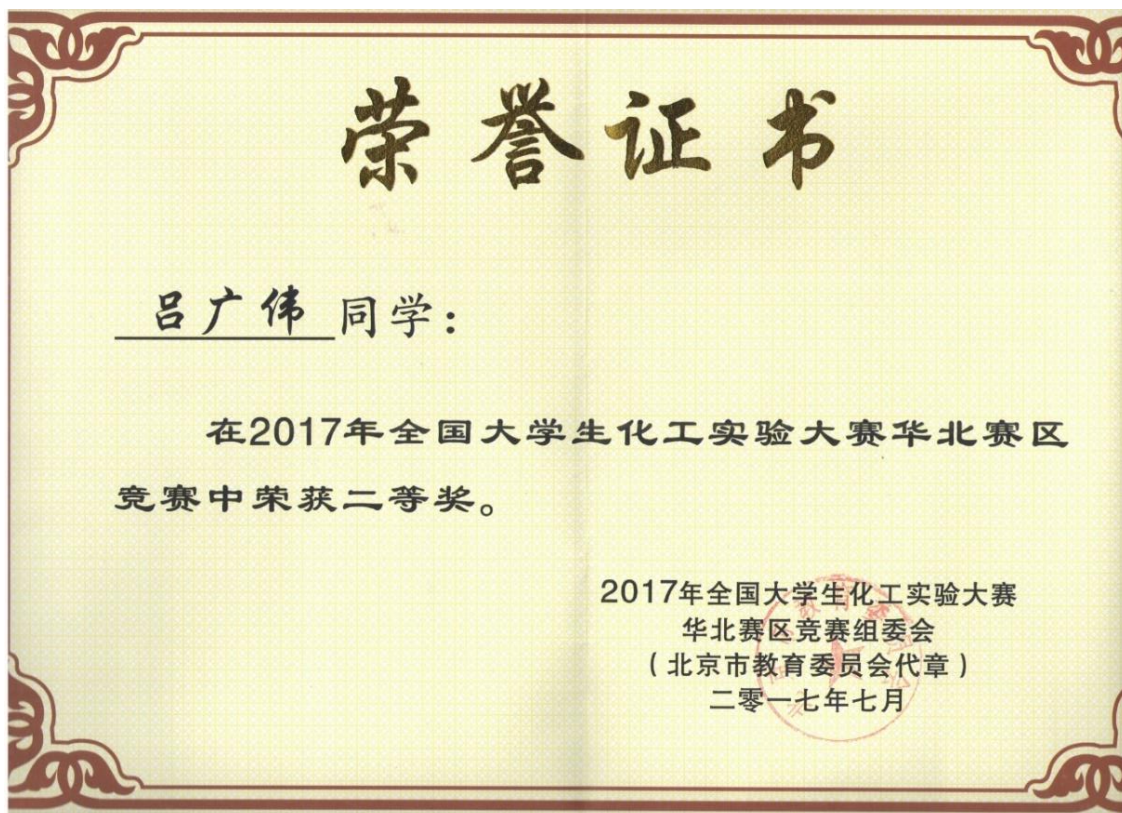 荣誉证书
吕广伟同学：
在2017年全国大学生化工实验大赛华北赛区
竞赛中荣获二等奖。
2017年全国大学生化工实验大赛
华北赛区竞赛组委会
（北京市教育委员会代章）
二零一七年七月